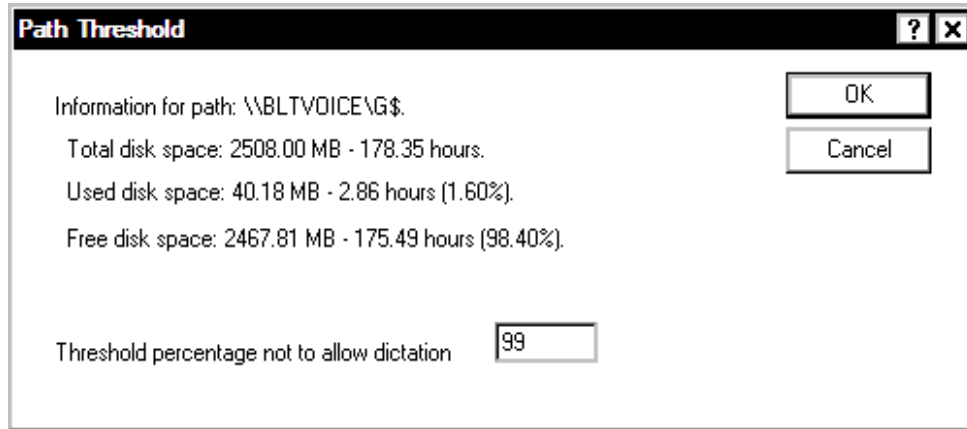 Path Threshold
Information for path: \\BLTVOICE\G$.
OK
Total disk space: 2508.00 MB - 178.35 hours.
Cancel
Used disk space: 40.18 MB - 2.86 hours (1.60%).
Free disk space: 2467.81 MB - 175.49 hours (98.40%).
Threshold percentage not to allow dictation 99